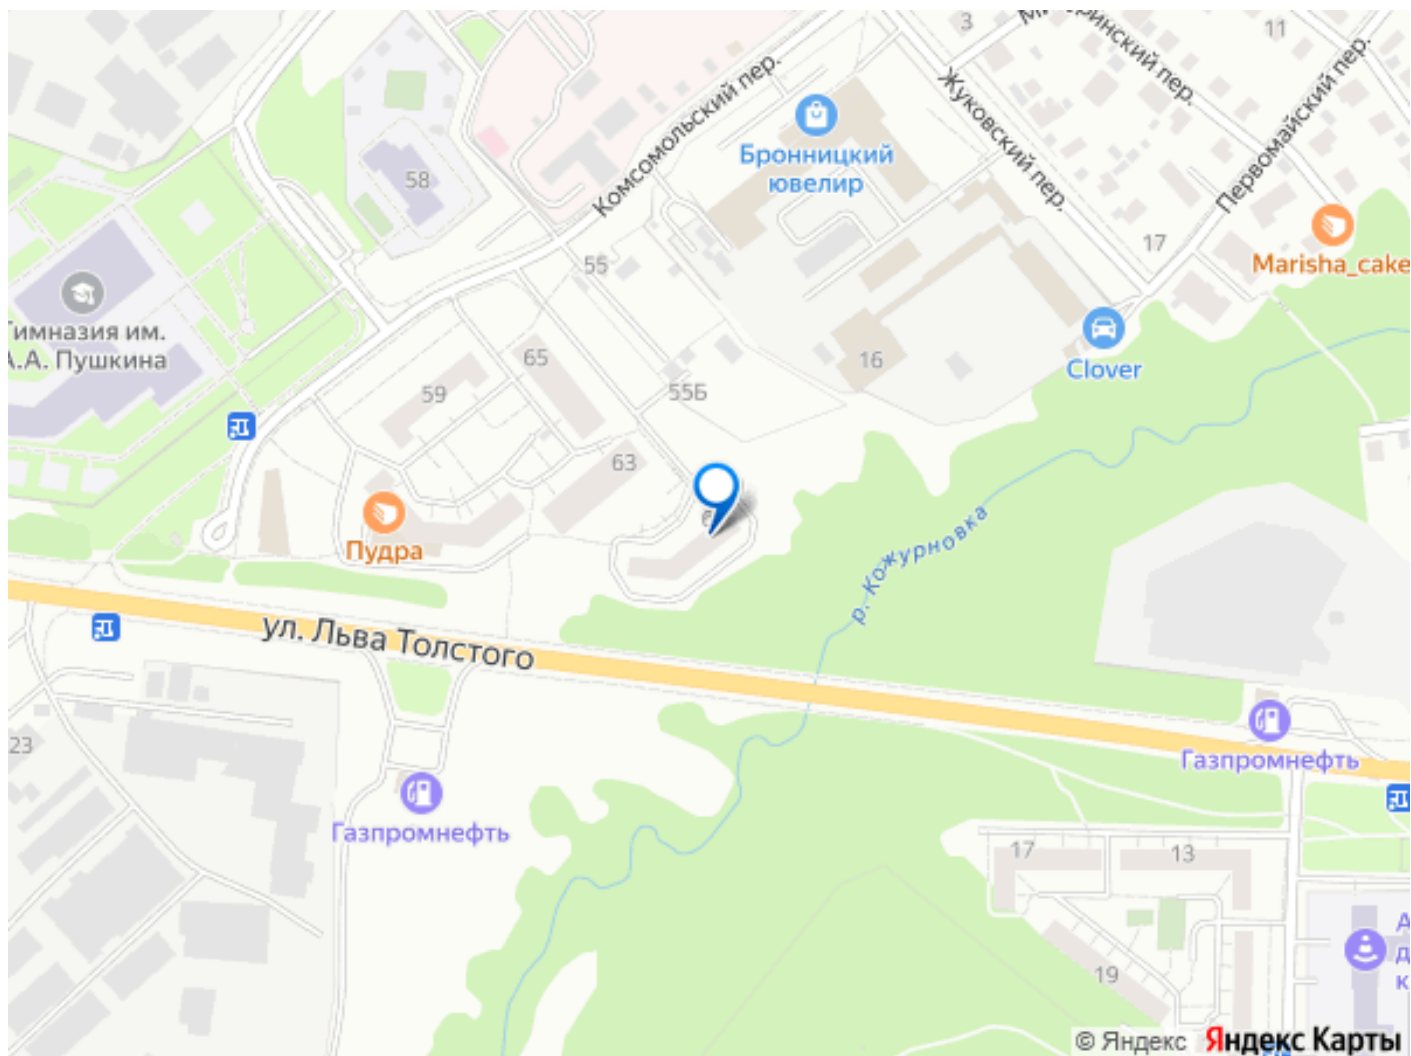 3
11
Жуковский пер.
Первомайский пер.
Комсомольский пер.
Бронницкий
ювелир
58
17
Marisha_cake
55
Гимназия им.
А.А. Пушкина
65
16
Clover
59
55Б
63
Пудра
р. Кожурновка
ул. Льва Толстого
23
Газпромнефть
Газпромнефть
17
13
19
© Яндекс Яндекс Карты